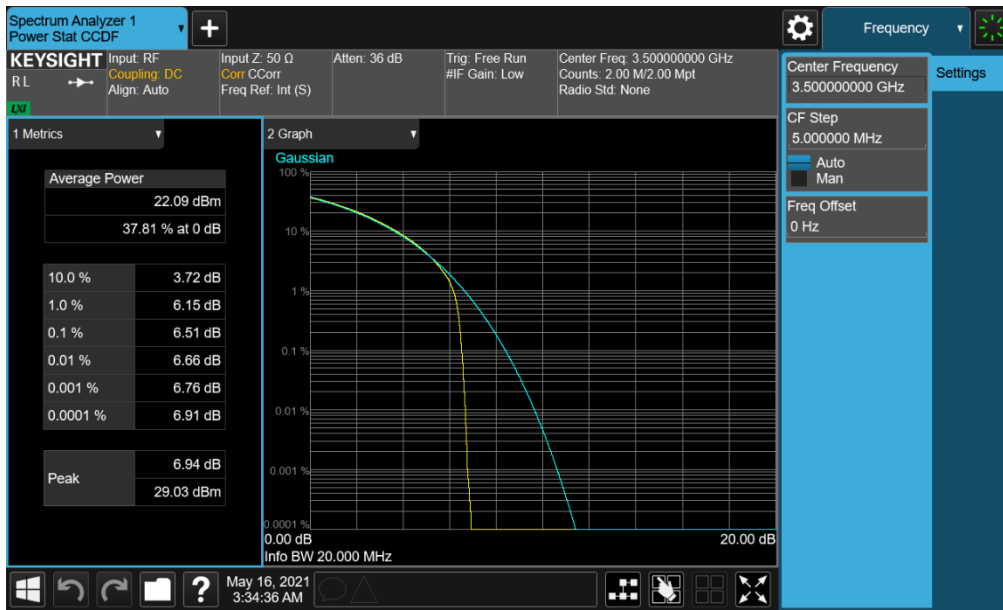 Spectrum Analyzer 1
Power Stat CCDF
Frequency
KEYSIGHT
R L
LXI
Input: RF
Coupling: DC
Align: Auto
Input Z: 50 Ω
Corr CCorr
Freq Ref: Int (S)
Atten: 36 dB
Trig: Free Run
#IF Gain: Low
Center Freq: 3.500000000 GHz
Counts: 2.00 M/2.00 Mpt
Radio Std: None
Center Frequency
3.500000000 GHz
Settings
CF Step
5.000000 MHz
Auto
Man
Freq Offset
0 Hz
1 Metrics
Average Power
22.09 dBm
37.81 % at 0 dB
10.0 % 3.72 dB
1.0 % 6.15 dB
0.1 % 6.51 dB
0.01 % 6.66 dB
0.001 % 6.76 dB
0.0001 % 6.91 dB
Peak
6.94 dB
29.03 dBm
2 Graph
Gaussian
100 %
10 %
1 %
0.1 %
0.01 %
0.001 %
0.0001 %
0.00 dB 20.00 dB
Info BW 20.000 MHz
?
May 16, 2021
3:34:36 AM